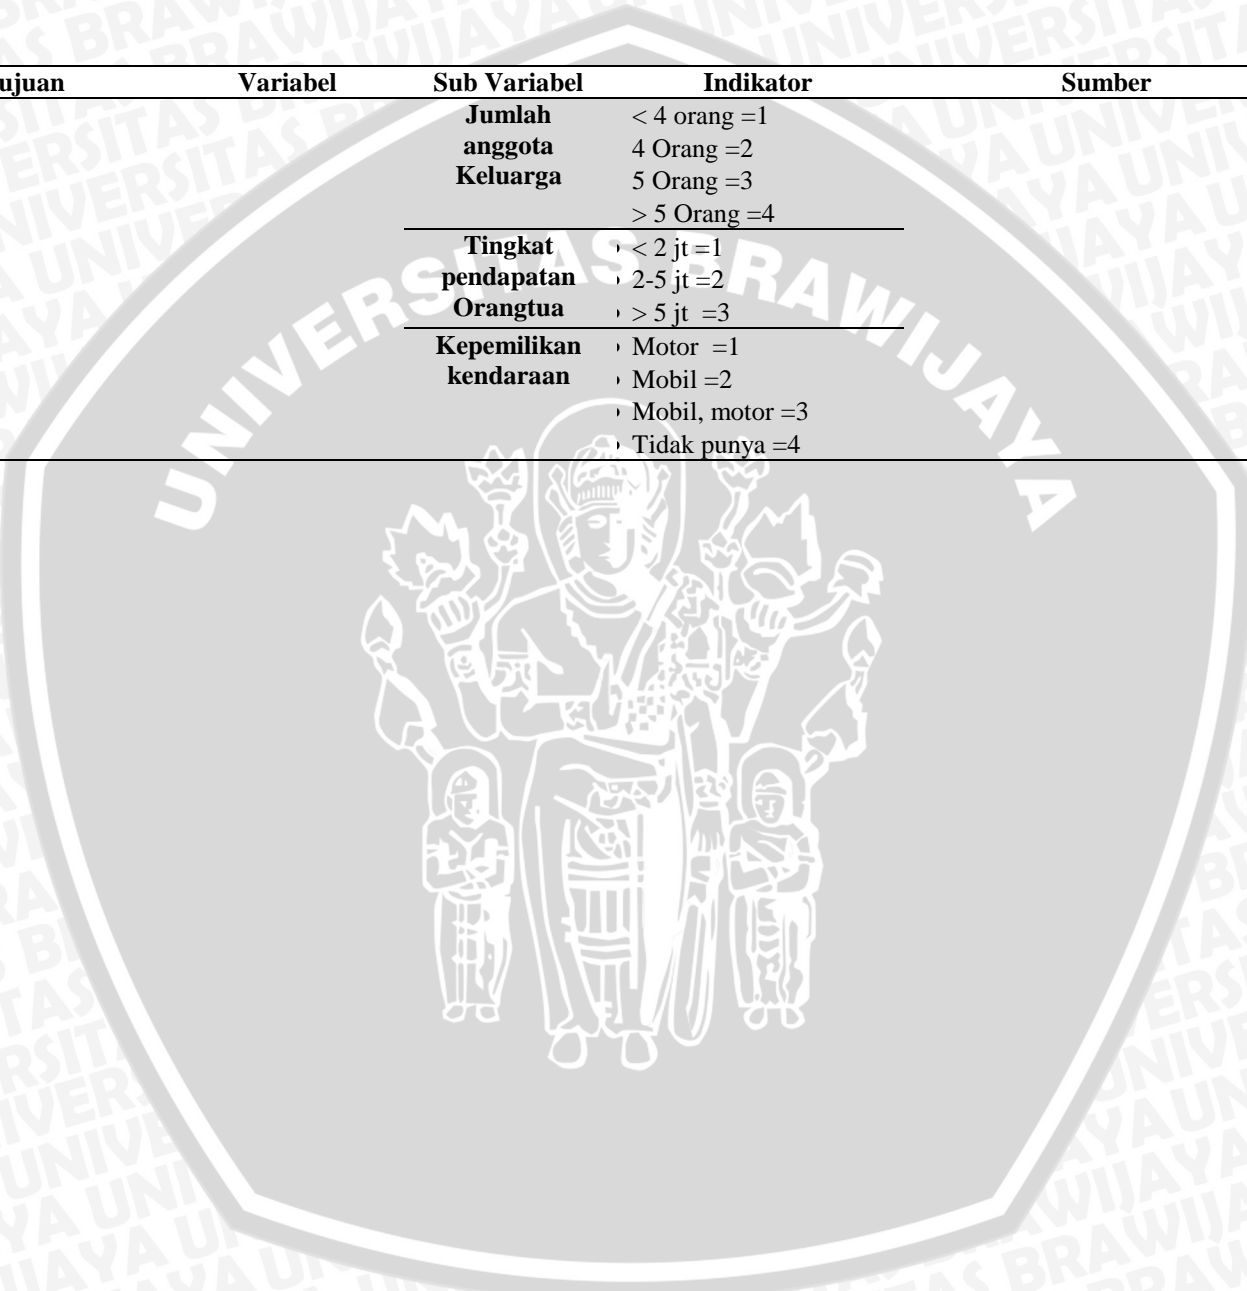 ujuan Variabel Sub Variabel Indikator Sumber
Jumlah < 4 orang =1
anggota 4 Orang =2
Keluarga 5 Orang =3
> 5 Orang =4
Tingkat < 2 jt =1
pendapatan 2-5 jt =2
Orangtua > 5 jt =3
Kepemilikan Motor =1
kendaraan Mobil =2
Mobil, motor =3
Tidak punya =4
UNIVERSITAS BRAWIJAYA